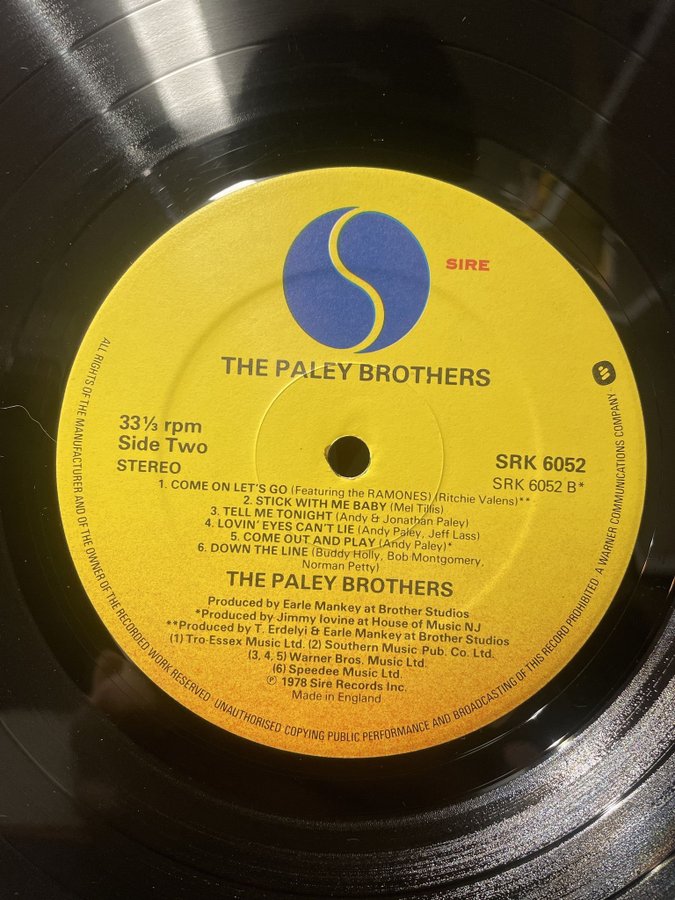 SIRE
THE PALEY BROTHERS
33⅓ rpm
Side Two
STEREO
SRK 6052
SRK 6052 B*
1. COME ON LET'S GO (Featuring the RAMONES) (Ritchie Valens)**
2. STICK WITH ME BABY (Mel Tillis)
3. TELL ME TONIGHT (Andy & Jonathan Paley)
4. LOVIN' EYES CAN'T LIE (Andy Paley, Jeff Lass)
5. COME OUT AND PLAY (Andy Paley)*
6. DOWN THE LINE (Buddy Holly, Bob Montgomery,
Norman Petty)
THE PALEY BROTHERS
Produced by Earle Mankey at Brother Studios
*Produced by Jimmy Iovine at House of Music NJ
**Produced by T. Erdelyi & Earle Mankey at Brother Studios
(1) Tro-Essex Music Ltd. (2) Southern Music Pub. Co. Ltd.
(3, 4, 5) Warner Bros. Music Ltd.
(6) Speedee Music Ltd.
℗ 1978 Sire Records Inc.
Made in England
ALL RIGHTS OF THE MANUFACTURER AND OF THE OWNER OF THE RECORDED WORK RESERVED. UNAUTHORISED COPYING PUBLIC PERFORMANCE AND BROADCASTING OF THIS RECORD PROHIBITED. A WARNER COMMUNICATIONS COMPANY